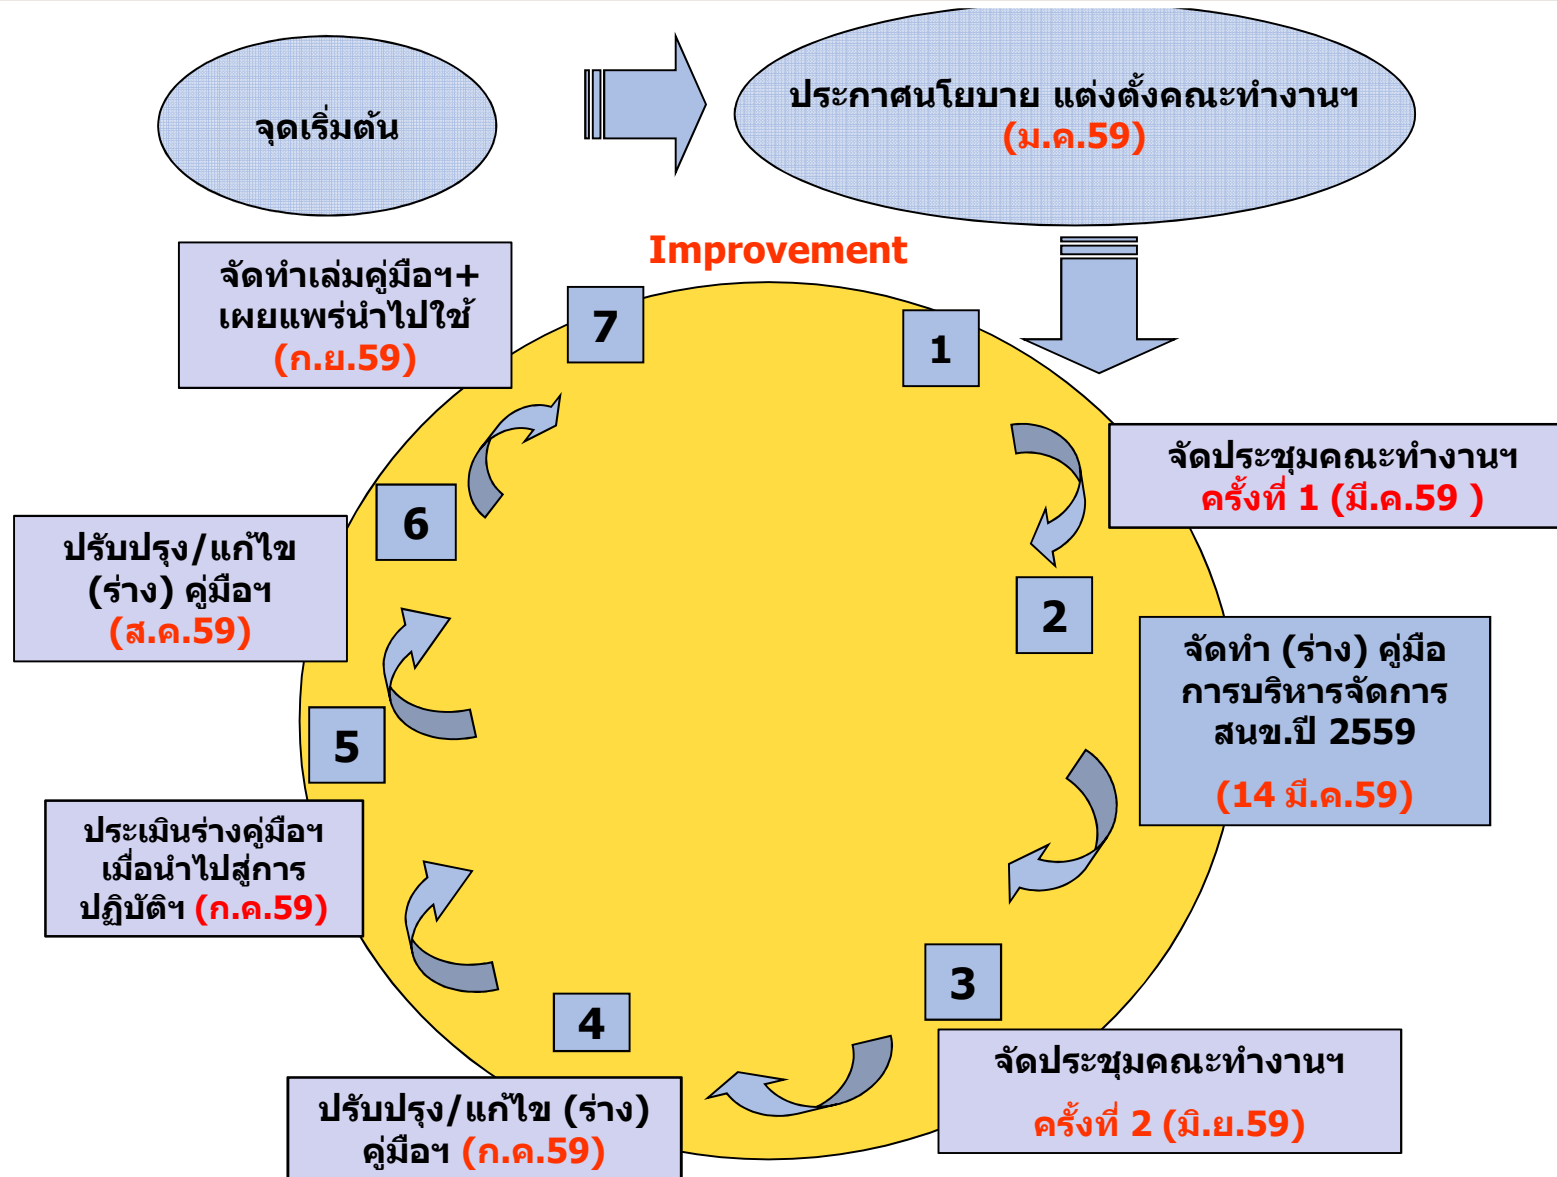 จุดเริ่มต้น
ประกาศนโยบาย แต่งตั้งคณะทำงานฯ
(ม.ค.59)
Improvement
1
จัดประชุมคณะทำงานฯ
ครั้งที่ 1 (มี.ค.59 )
2
จัดทำ (ร่าง) คู่มือ
การบริหารจัดการ
สนข.ปี 2559
(14 มี.ค.59)
3
จัดประชุมคณะทำงานฯ
ครั้งที่ 2 (มิ.ย.59)
4
ปรับปรุง/แก้ไข (ร่าง)
คู่มือฯ (ก.ค.59)
5
ประเมินร่างคู่มือฯ
เมื่อนำไปสู่การ
ปฏิบัติฯ (ก.ค.59)
6
ปรับปรุง/แก้ไข
(ร่าง) คู่มือฯ
(ส.ค.59)
7
จัดทำเล่มคู่มือฯ+
เผยแพร่นำไปใช้
(ก.ย.59)